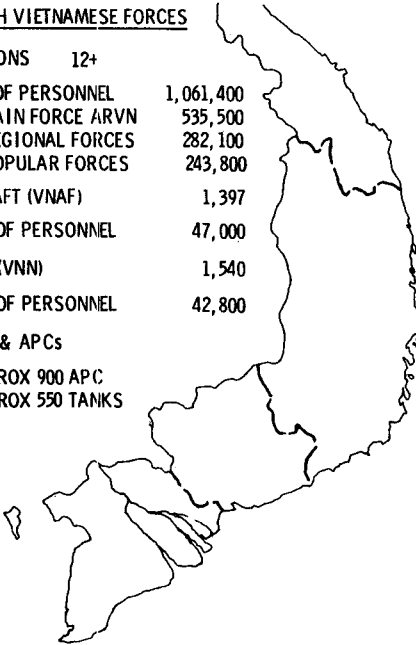 H VIETNAMESE FORCES
ONS 12+
OF PERSONNEL 1,061,400
AIN FORCE ARVN 535,500
EGIONAL FORCES 282,100
OPULAR FORCES 243,800
AFT (VNAF) 1,397
OF PERSONNEL 47,000
(VNN) 1,540
OF PERSONNEL 42,800
& APCs
ROX 900 APC
ROX 550 TANKS